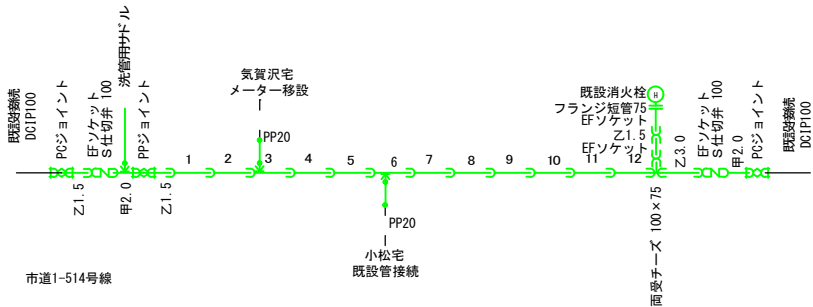 既設接続
DCIP100
PCジョイント
乙1.5
EFソケット
S仕切弁 100
洗管用サドル
甲2.0
PPジョイント
乙1.5
気賀沢宅
メーター移設
PP20
1
2
3
4
5
6
7
8
9
10
11
12
PP20
小松宅
既設管接続
既設消火栓
H
フランジ短管75
EFソケット
乙1.5
EFソケット
両受チーズ 100×75
乙3.0
EFソケット
S仕切弁 100
甲2.0
PCジョイント
既設接続
DCIP100
市道1-514号線